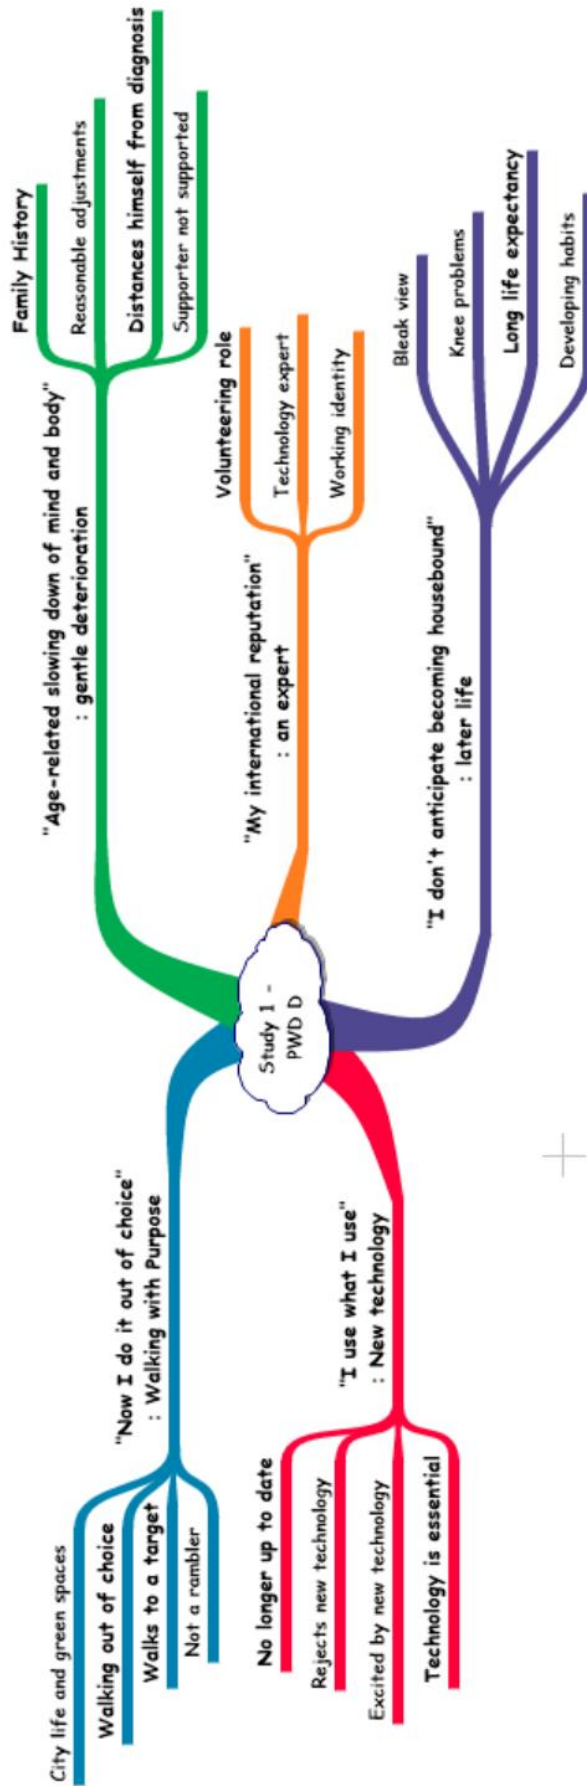 Study 1 -
PWD D
"Age-related slowing down of mind and body"
: gentle deterioration
Family History
Reasonable adjustments
Distances himself from diagnosis
Supporter not supported
"My international reputation"
: an expert
Volunteering role
Technology expert
Working identity
"I don't anticipate becoming housebound"
: later life
Bleak view
Knee problems
Long life expectancy
Developing habits
"Now I do it out of choice"
: Walking with Purpose
City life and green spaces
Walking out of choice
Walks to a target
Not a rambler
"I use what I use"
: New technology
No longer up to date
Rejects new technology
Excited by new technology
Technology is essential